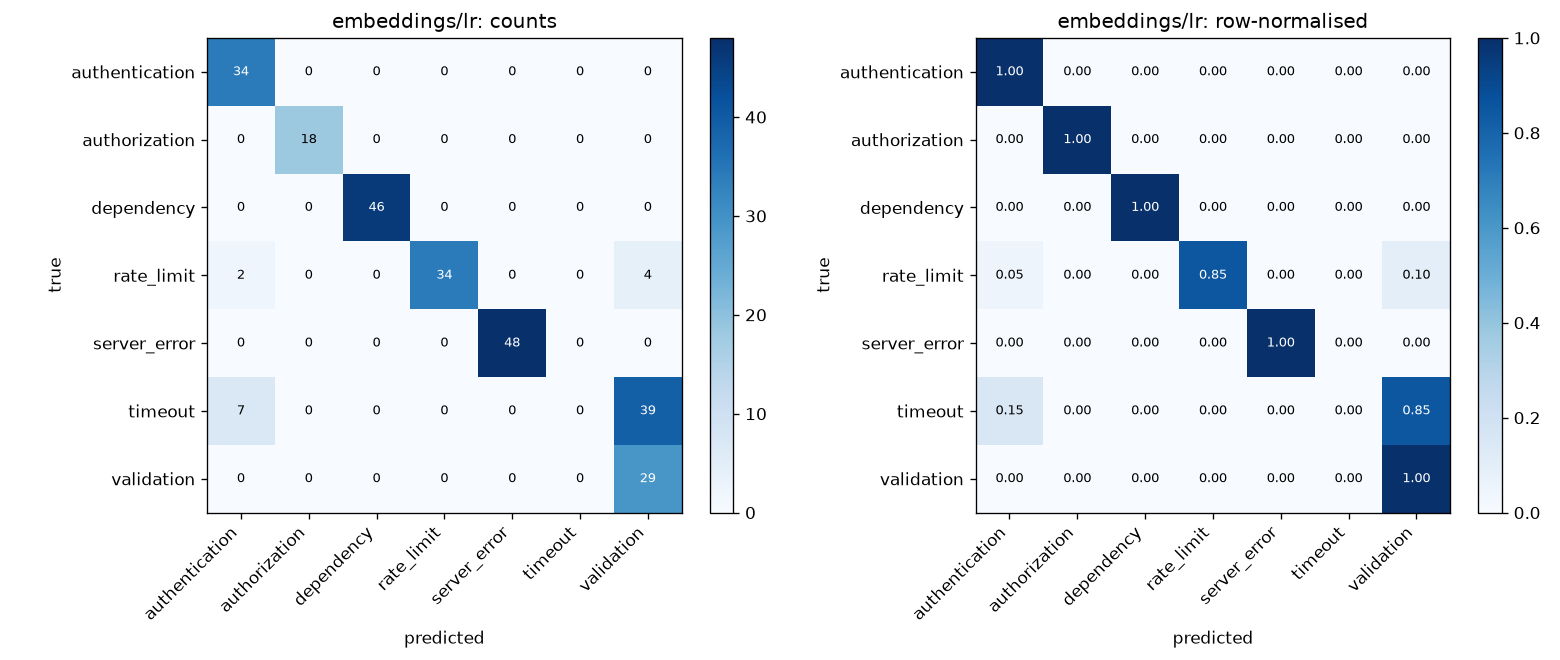 embeddings/lr: counts
authentication 34 0 0 0 0 0 0
authorization 0 18 0 0 0 0 0
dependency 0 0 46 0 0 0 0
rate_limit 2 0 0 34 0 0 4
server_error 0 0 0 0 48 0 0
timeout 7 0 0 0 0 0 39
validation 0 0 0 0 0 0 29
true
authentication
authorization
dependency
rate_limit
server_error
timeout
validation
predicted
40
30
20
10
0
embeddings/lr: row-normalised
authentication 1.00 0.00 0.00 0.00 0.00 0.00 0.00
authorization 0.00 1.00 0.00 0.00 0.00 0.00 0.00
dependency 0.00 0.00 1.00 0.00 0.00 0.00 0.00
rate_limit 0.05 0.00 0.00 0.85 0.00 0.00 0.10
server_error 0.00 0.00 0.00 0.00 1.00 0.00 0.00
timeout 0.15 0.00 0.00 0.00 0.00 0.00 0.85
validation 0.00 0.00 0.00 0.00 0.00 0.00 1.00
true
authentication
authorization
dependency
rate_limit
server_error
timeout
validation
predicted
1.0
0.8
0.6
0.4
0.2
0.0